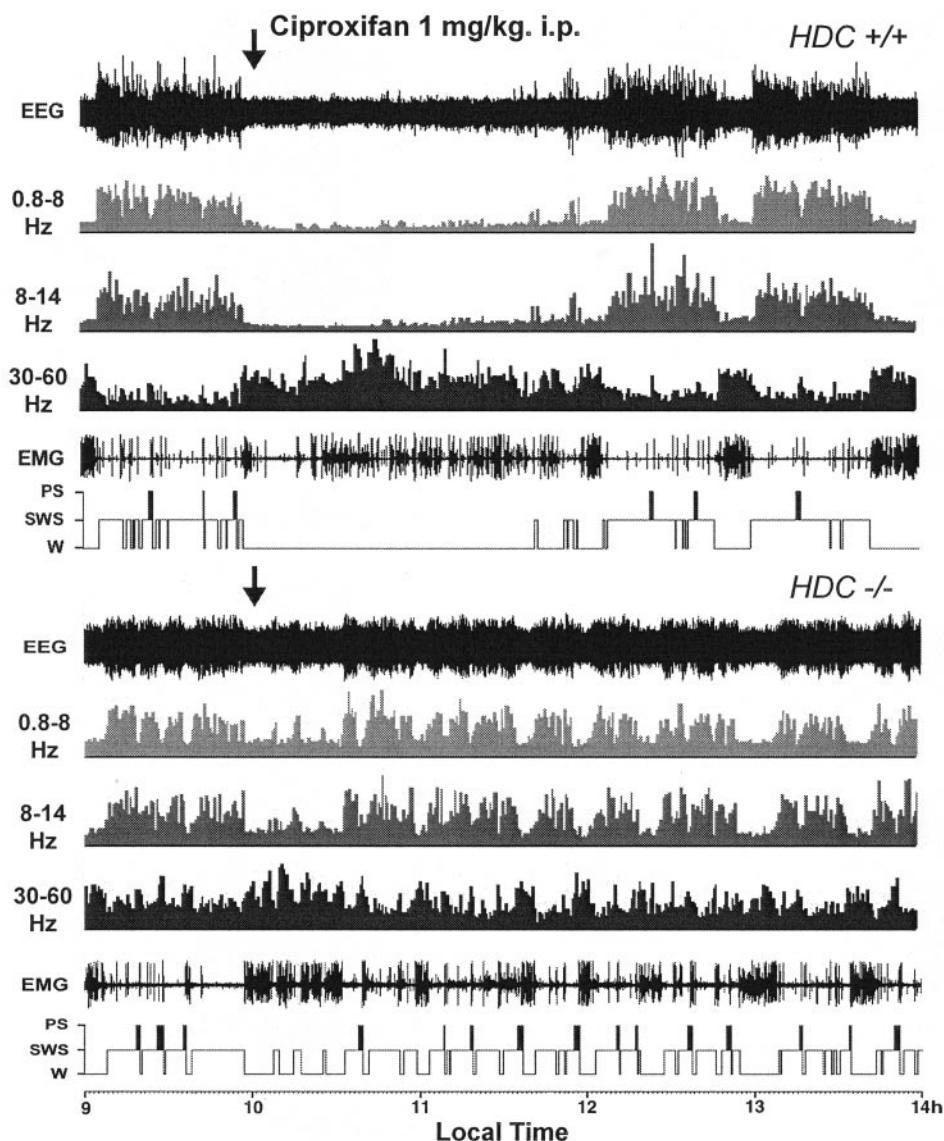 Ciproxifan 1 mg/kg. i.p.
HDC +/+
EEG
0.8-8
Hz
8-14
Hz
30-60
Hz
EMG
PS
SWS
W
HDC -/-
EEG
0.8-8
Hz
8-14
Hz
30-60
Hz
EMG
PS
SWS
W
9 10 11 12 13 14h
Local Time